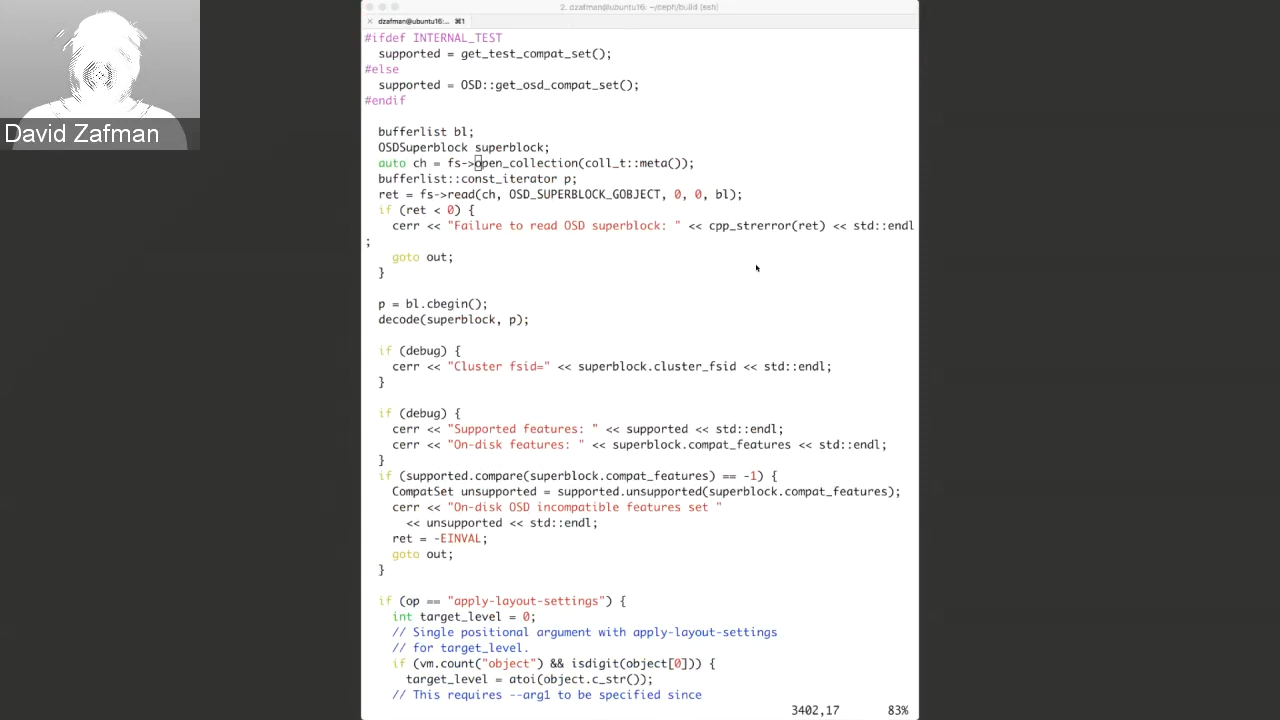 2. dzafman@ubuntu16: ~/ceph/build (ssh)
× dzafman@ubuntu16:... ⌘1
David Zafman
#ifdef INTERNAL_TEST
  supported = get_test_compat_set();
#else
  supported = OSD::get_osd_compat_set();
#endif
  bufferlist bl;
  OSDSuperblock superblock;
  auto ch = fs->open_collection(coll_t::meta());
  bufferlist::const_iterator p;
  ret = fs->read(ch, OSD_SUPERBLOCK_GOBJECT, 0, 0, bl);
  if (ret < 0) {
    cerr << "Failure to read OSD superblock: " << cpp_strerror(ret) << std::endl
;
    goto out;
  }
  p = bl.cbegin();
  decode(superblock, p);
  if (debug) {
    cerr << "Cluster fsid=" << superblock.cluster_fsid << std::endl;
  }
  if (debug) {
    cerr << "Supported features: " << supported << std::endl;
    cerr << "On-disk features: " << superblock.compat_features << std::endl;
  }
  if (supported.compare(superblock.compat_features) == -1) {
    CompatSet unsupported = supported.unsupported(superblock.compat_features);
    cerr << "On-disk OSD incompatible features set "
      << unsupported << std::endl;
    ret = -EINVAL;
    goto out;
  }
  if (op == "apply-layout-settings") {
    int target_level = 0;
    // Single positional argument with apply-layout-settings
    // for target_level.
    if (vm.count("object") && isdigit(object[0])) {
      target_level = atoi(object.c_str());
    // This requires --arg1 to be specified since
3402,17 83%